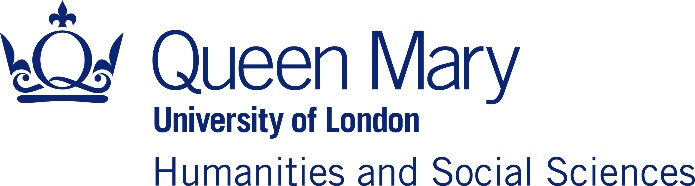 Queen Mary
University of London
Humanities and Social Sciences